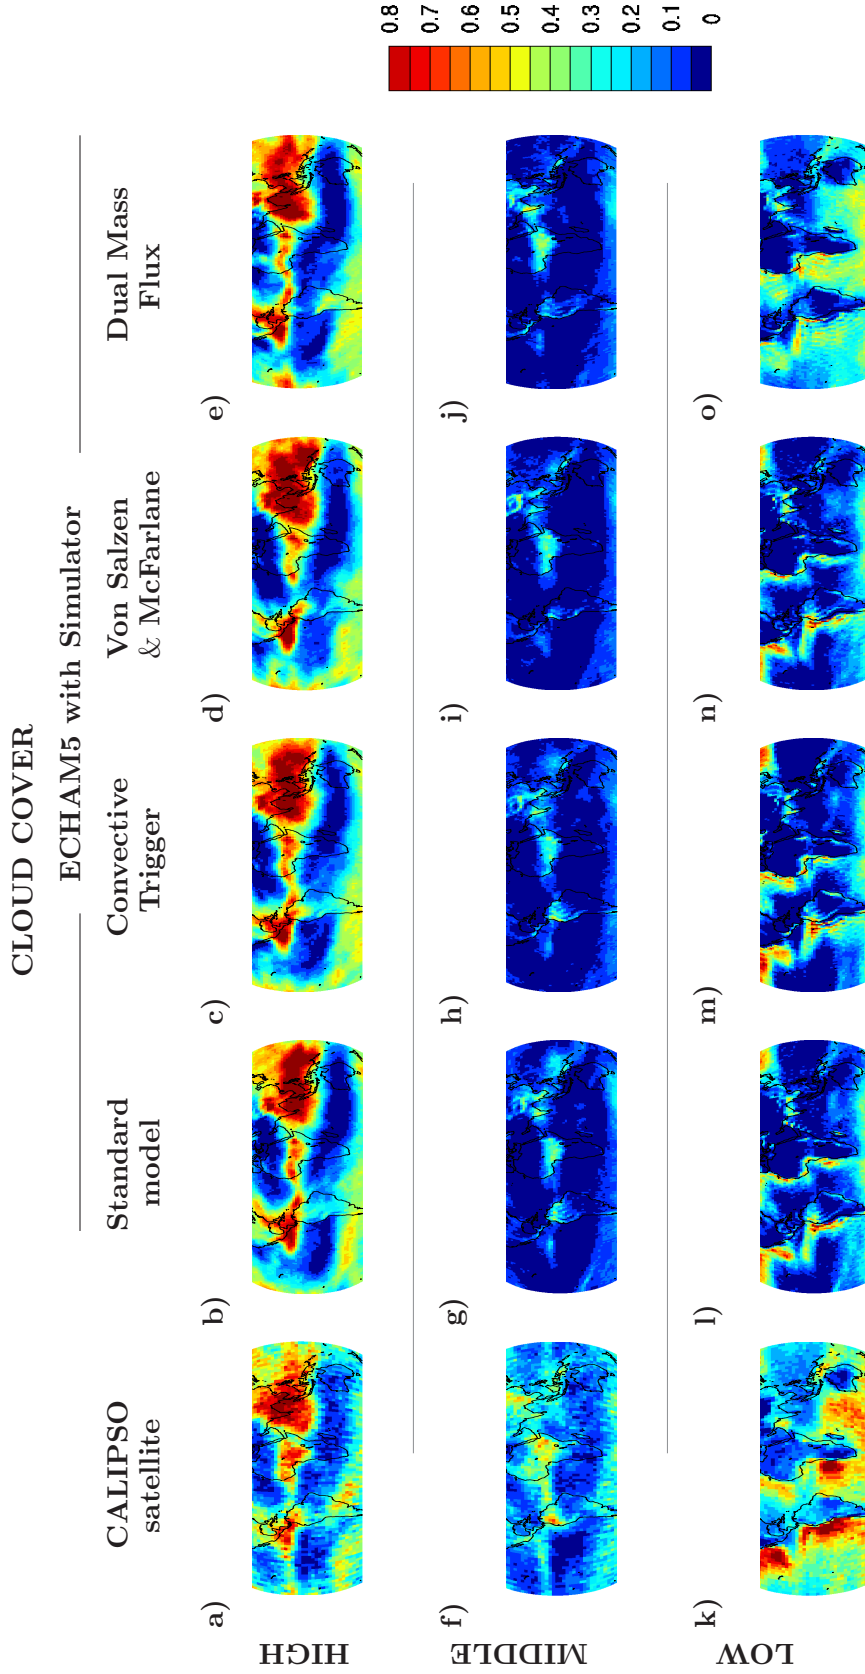 CLOUD COVER
ECHAM5 with Simulator
CALIPSO
satellite
Standard
model
Convective
Trigger
Von Salzen
& McFarlane
Dual Mass
Flux
HIGH
a)
b)
c)
d)
e)
MIDDLE
f)
g)
h)
i)
j)
LOW
k)
l)
m)
n)
o)
0.8
0.7
0.6
0.5
0.4
0.3
0.2
0.1
0